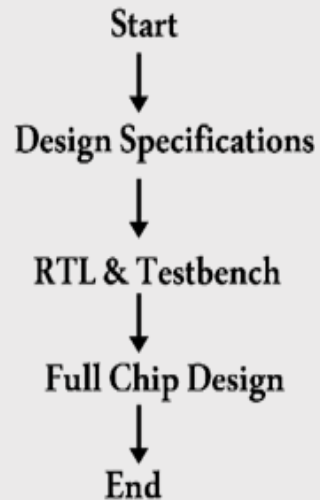 Start
Design Specifications
RTL & Testbench
Full Chip Design
End